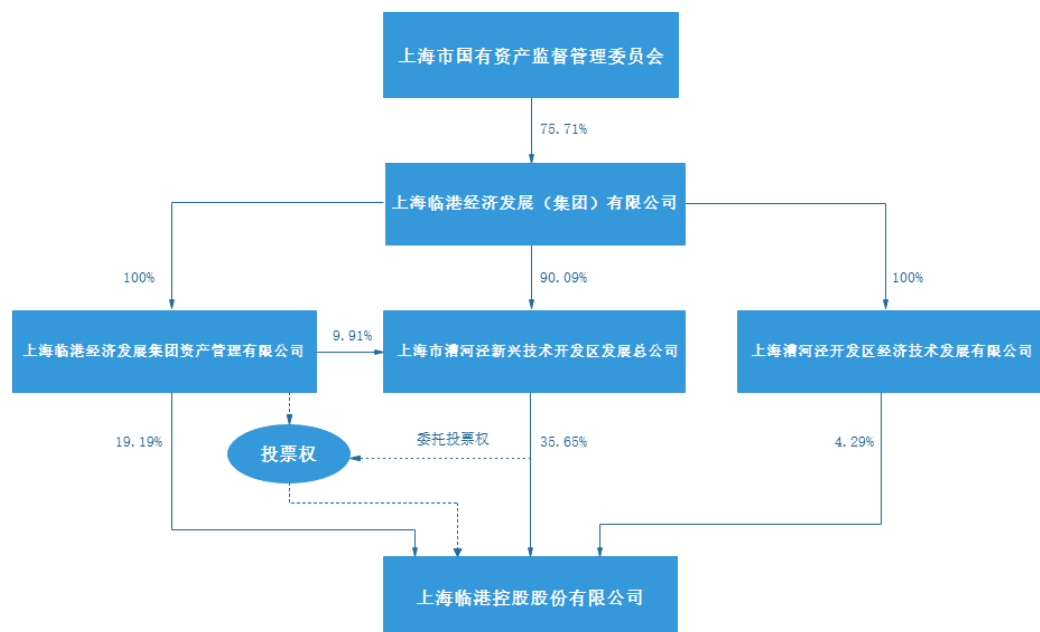 上海市国有资产监督管理委员会
75.71%
上海临港经济发展（集团）有限公司
100%
90.09%
100%
上海临港经济发展集团资产管理有限公司
9.91%
上海市漕河泾新兴技术开发区发展总公司
上海漕河泾开发区经济技术发展有限公司
19.19%
投票权
委托投票权
35.65%
4.29%
上海临港控股股份有限公司